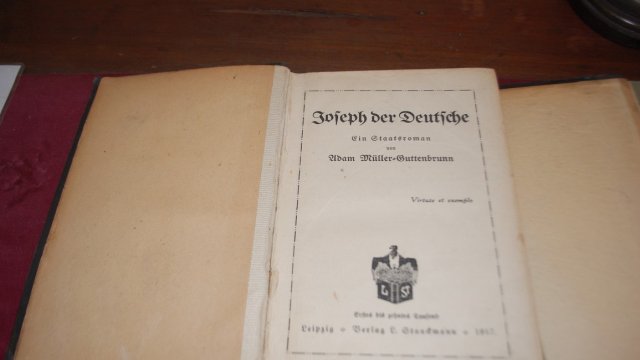 Joseph der Deutsche
Ein Staatsroman
von
Adam Müller-Guttenbrunn
Virtute et exemplo
L St
Erstes bis zehntes Tausend
Leipzig * Verlag L. Staackmann * 1917